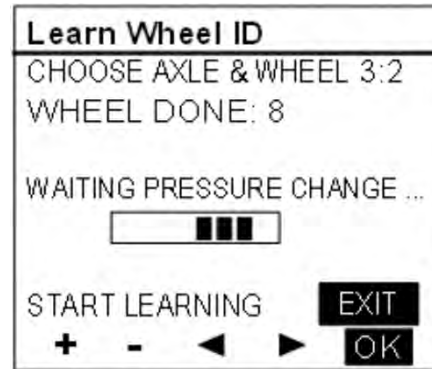 Learn Wheel ID
CHOOSE AXLE & WHEEL 3:2
WHEEL DONE: 8
WAITING PRESSURE CHANGE ...
START LEARNING EXIT
+ - ◄ ► OK